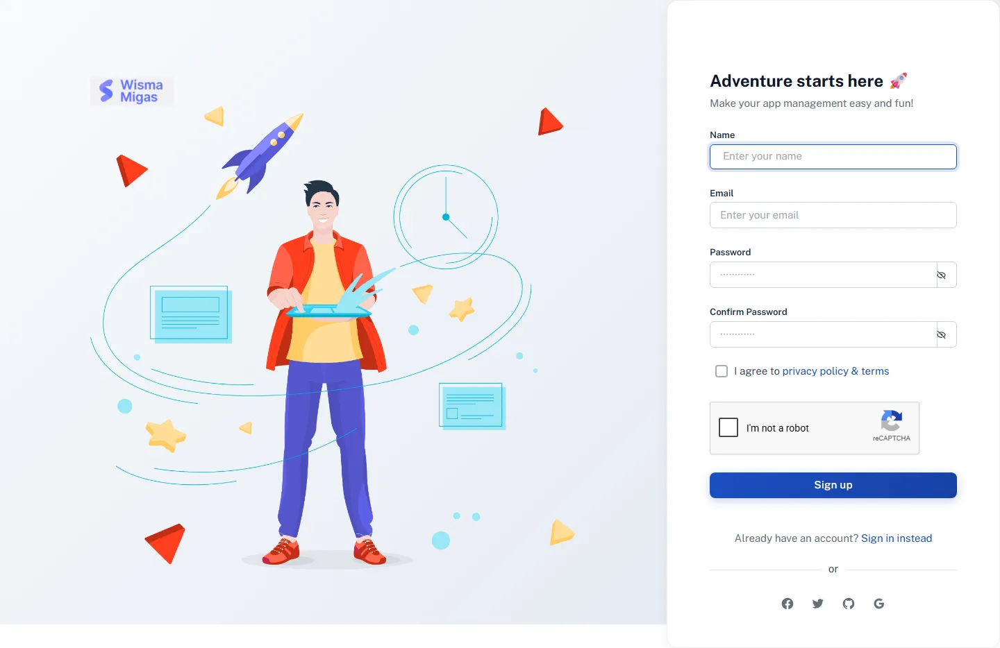 Wisma
Migas
Adventure starts here 🚀
Make your app management easy and fun!
Name
Enter your name
Email
Enter your email
Password
············
Confirm Password
············
I agree to privacy policy & terms
I'm not a robot
reCAPTCHA
Sign up
Already have an account? Sign in instead
or